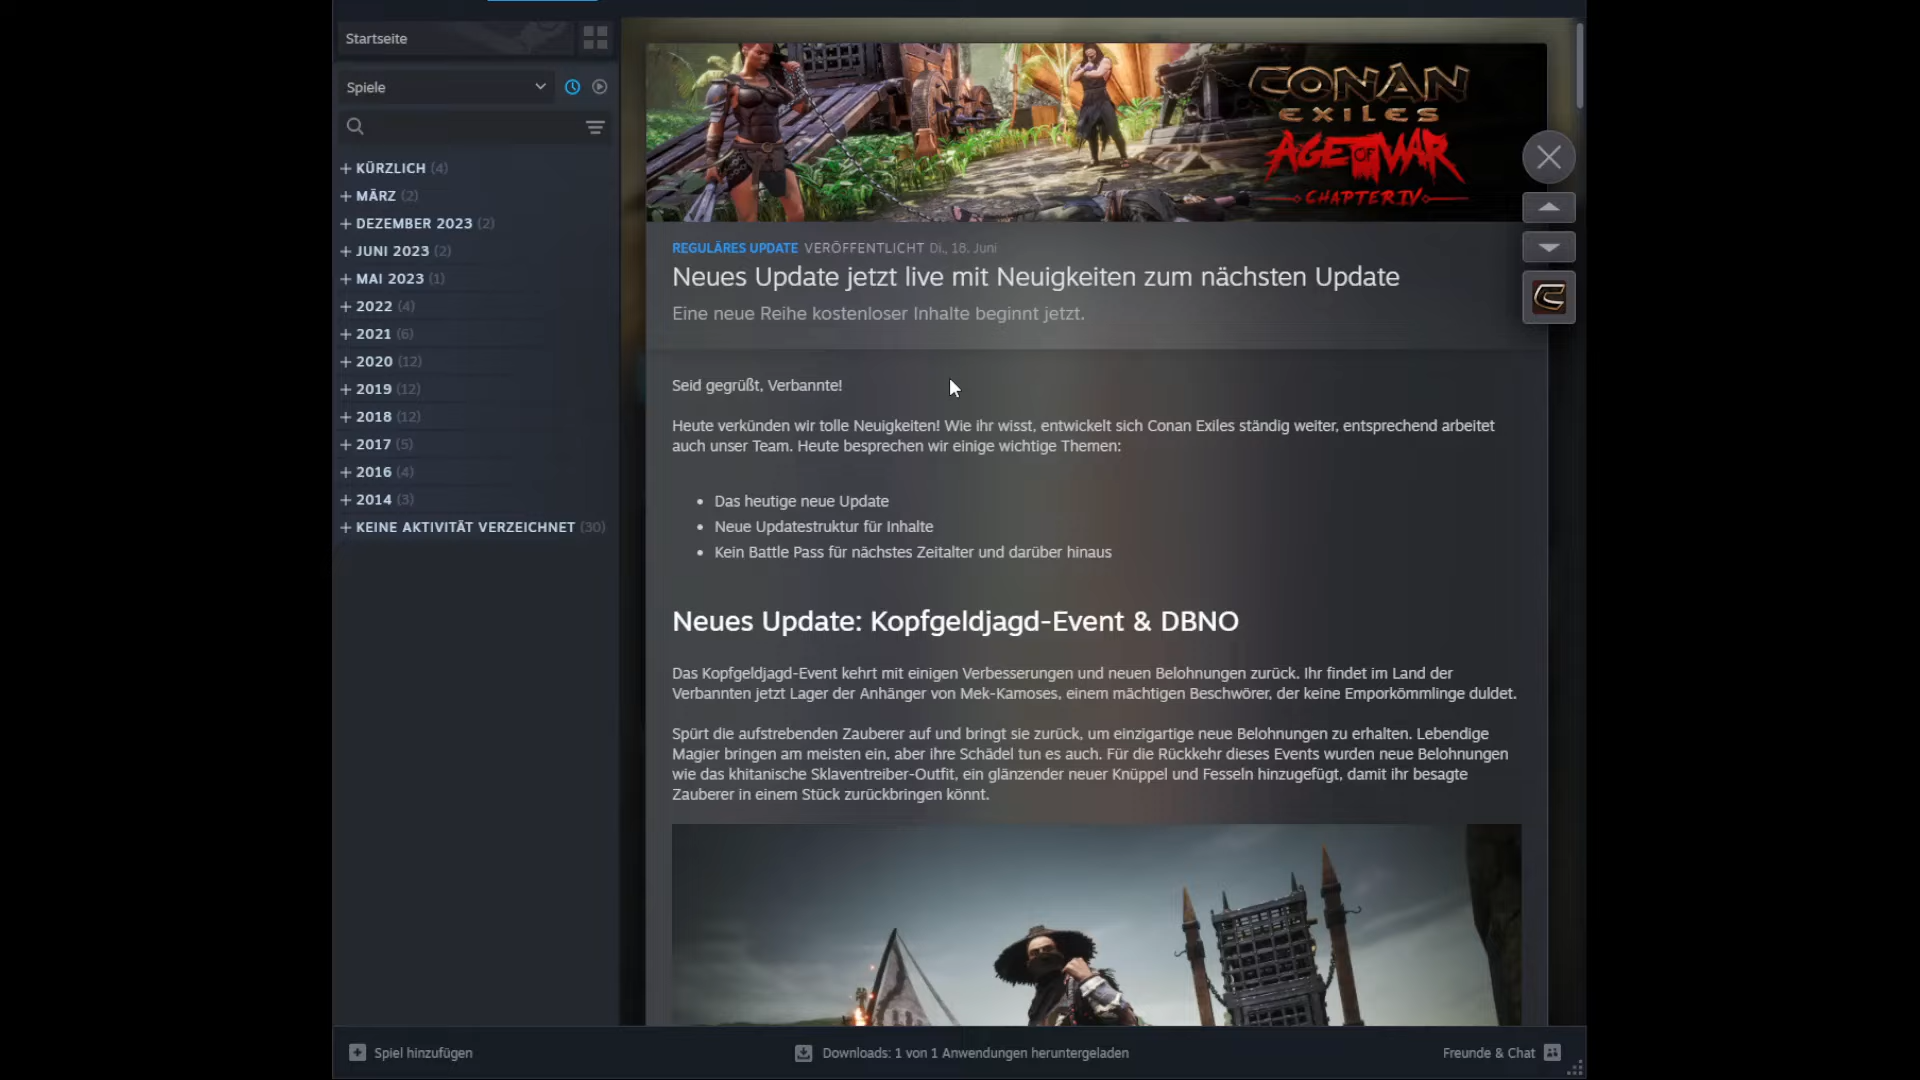 Startseite
Spiele
+ KÜRZLICH (4)
+ MÄRZ (2)
+ DEZEMBER 2023 (2)
+ JUNI 2023 (2)
+ MAI 2023 (1)
+ 2022 (4)
+ 2021 (6)
+ 2020 (12)
+ 2019 (12)
+ 2018 (12)
+ 2017 (5)
+ 2016 (4)
+ 2014 (3)
+ KEINE AKTIVITÄT VERZEICHNET (30)
CONAN
EXILES
AGE OF WAR
CHAPTER IV
REGULÄRES UPDATE VERÖFFENTLICHT Di., 18. Juni
Neues Update jetzt live mit Neuigkeiten zum nächsten Update
Eine neue Reihe kostenloser Inhalte beginnt jetzt.
Seid gegrüßt, Verbannte!
Heute verkünden wir tolle Neuigkeiten! Wie ihr wisst, entwickelt sich Conan Exiles ständig weiter, entsprechend arbeitet
auch unser Team. Heute besprechen wir einige wichtige Themen:
• Das heutige neue Update
• Neue Updatestruktur für Inhalte
• Kein Battle Pass für nächstes Zeitalter und darüber hinaus
Neues Update: Kopfgeldjagd-Event & DBNO
Das Kopfgeldjagd-Event kehrt mit einigen Verbesserungen und neuen Belohnungen zurück. Ihr findet im Land der
Verbannten jetzt Lager der Anhänger von Mek-Kamoses, einem mächtigen Beschwörer, der keine Emporkömmlinge duldet.
Spürt die aufstrebenden Zauberer auf und bringt sie zurück, um einzigartige neue Belohnungen zu erhalten. Lebendige
Magier bringen am meisten ein, aber ihre Schädel tun es auch. Für die Rückkehr dieses Events wurden neue Belohnungen
wie das khitanische Sklaventreiber-Outfit, ein glänzender neuer Knüppel und Fesseln hinzugefügt, damit ihr besagte
Zauberer in einem Stück zurückbringen könnt.
Spiel hinzufügen
Downloads: 1 von 1 Anwendungen heruntergeladen
Freunde & Chat